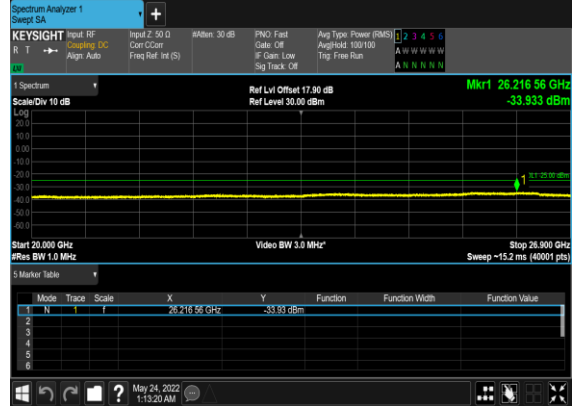 Spectrum Analyzer 1
Swept SA
+
KEYSIGHT
R T
Input: RF
Coupling: DC
Align: Auto
Input Z: 50 Ω
Corr CCorr
Freq Ref: Int (S)
#Atten: 30 dB
PNO: Fast
Gate: Off
IF Gain: Low
Sig Track: Off
Avg Type: Power (RMS)
Avg|Hold: 100/100
Trig: Free Run
1 2 3 4 5 6
A W W W W W
A N N N N N
1 Spectrum
Scale/Div 10 dB
Ref Lvl Offset 17.90 dB
Ref Level 30.00 dBm
Mkr1 26.216 56 GHz
-33.933 dBm
Log
20.0
10.0
0.00
-10.0
-20.0
-30.0
-40.0
-50.0
-60.0
1
DL1 -25.00 dBm
Start 20.000 GHz
#Res BW 1.0 MHz
Video BW 3.0 MHz*
Stop 26.900 GHz
Sweep ~15.2 ms (40001 pts)
5 Marker Table
Mode Trace Scale X Y Function Function Width Function Value
1 N 1 f 26.216 56 GHz -33.93 dBm
2
3
4
5
6
?
May 24, 2022
1:13:20 AM